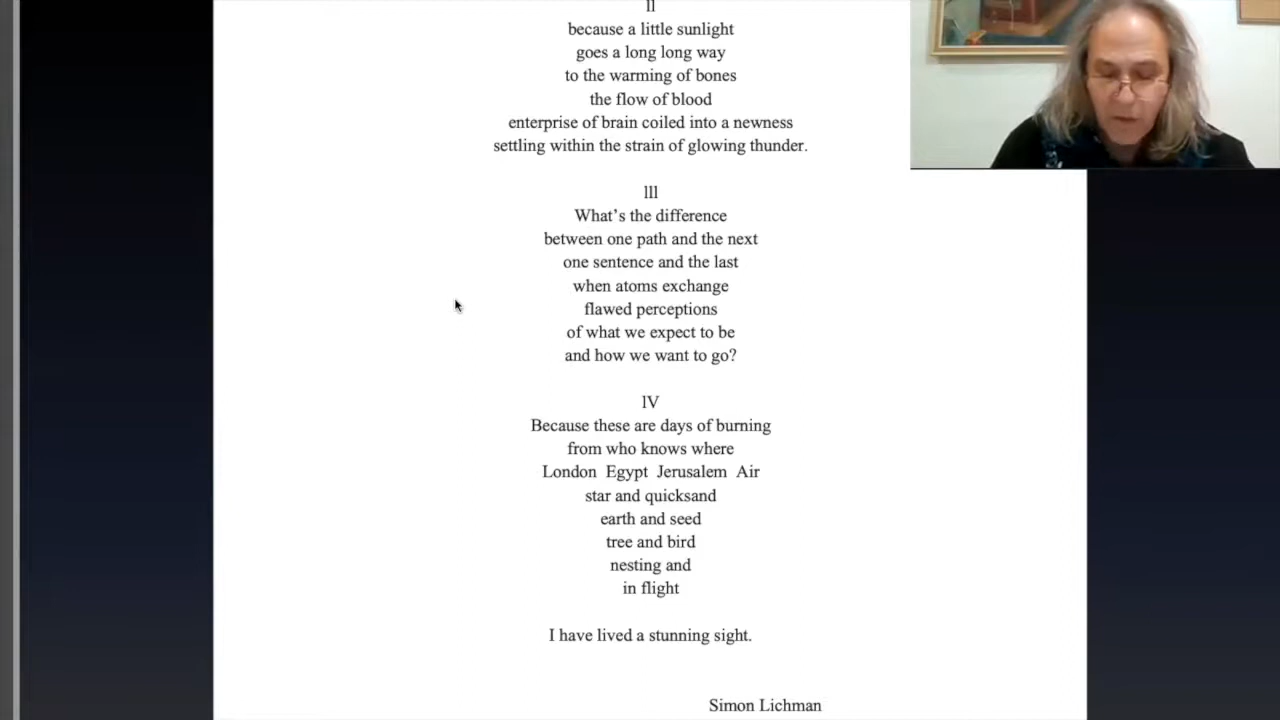 ll
because a little sunlight
goes a long long way
to the warming of bones
the flow of blood
enterprise of brain coiled into a newness
settling within the strain of glowing thunder.
lll
What’s the difference
between one path and the next
one sentence and the last
when atoms exchange
flawed perceptions
of what we expect to be
and how we want to go?
lV
Because these are days of burning
from who knows where
London Egypt Jerusalem Air
star and quicksand
earth and seed
tree and bird
nesting and
in flight
I have lived a stunning sight.
Simon Lichman